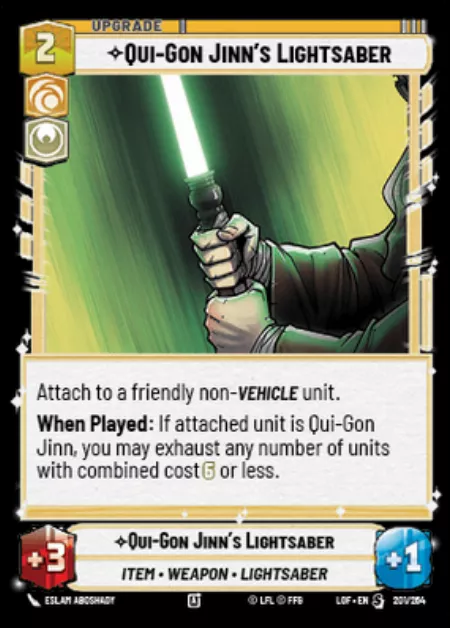 UPGRADE
2
✧QUI-GON JINN'S LIGHTSABER
Attach to a friendly non-VEHICLE unit.
When Played: If attached unit is Qui-Gon
Jinn, you may exhaust any number of units
with combined cost 6 or less.
+3
✧QUI-GON JINN'S LIGHTSABER
+1
ITEM • WEAPON • LIGHTSABER
ESLAM ABOSHADY
A
© LFL © FFG
LOF • EN
201/264